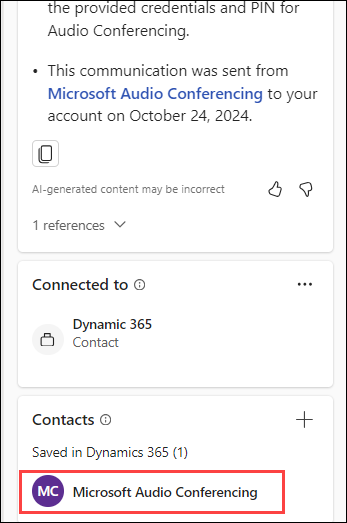 the provided credentials and PIN for
Audio Conferencing.
• This communication was sent from
Microsoft Audio Conferencing to your
account on October 24, 2024.
AI-generated content may be incorrect
1 references
Connected to
Dynamic 365
Contact
Contacts
Saved in Dynamics 365 (1)
MC Microsoft Audio Conferencing